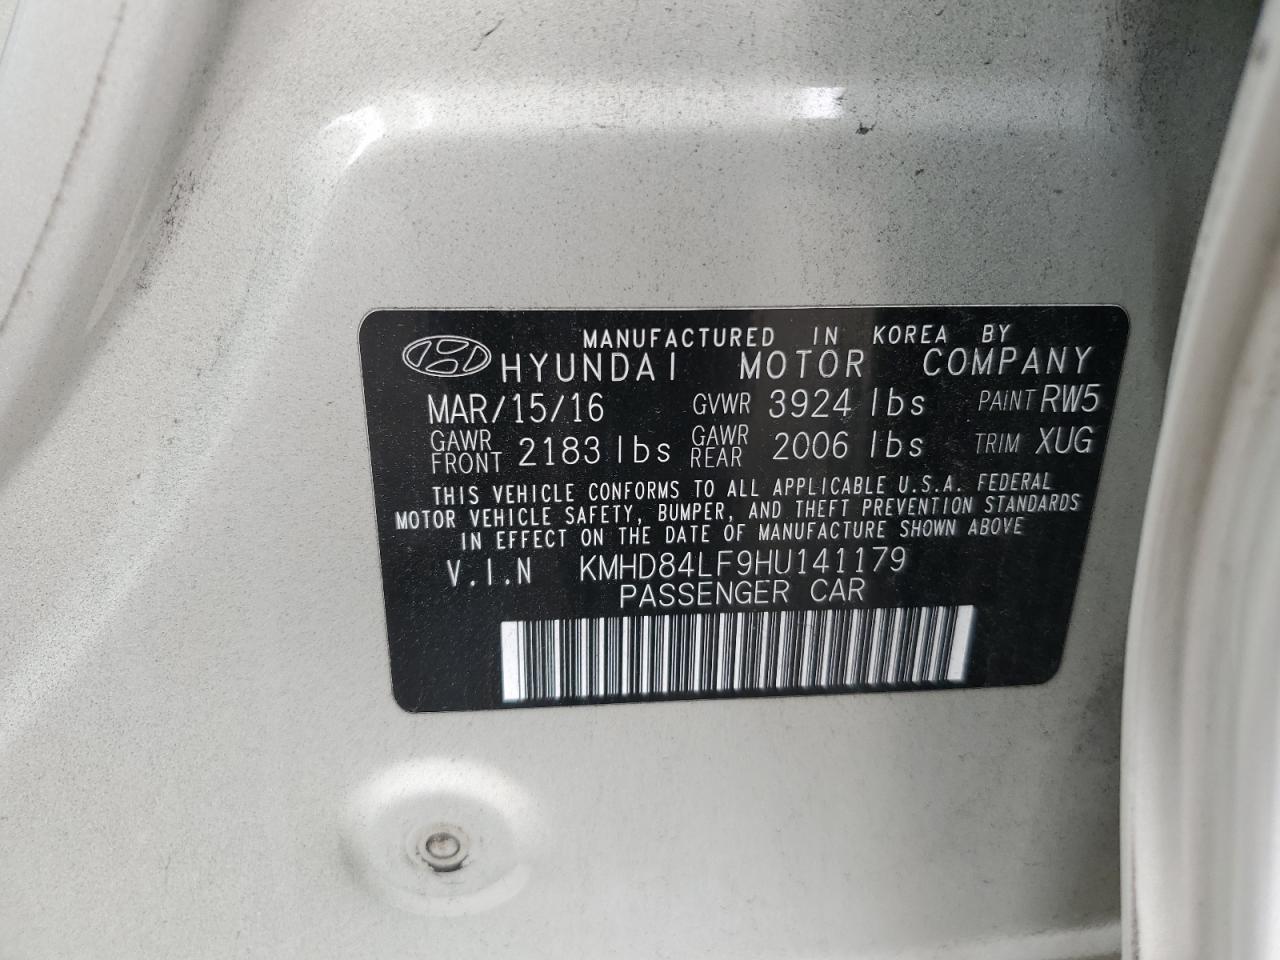 MANUFACTURED IN KOREA BY
HYUNDAI MOTOR COMPANY
MAR/15/16 GVWR 3924 lbs PAINT RW5
GAWR FRONT 2183 lbs GAWR REAR 2006 lbs TRIM XUG
THIS VEHICLE CONFORMS TO ALL APPLICABLE U.S.A. FEDERAL
MOTOR VEHICLE SAFETY, BUMPER, AND THEFT PREVENTION STANDARDS
IN EFFECT ON THE DATE OF MANUFACTURE SHOWN ABOVE
V.I.N KMHD84LF9HU141179
PASSENGER CAR